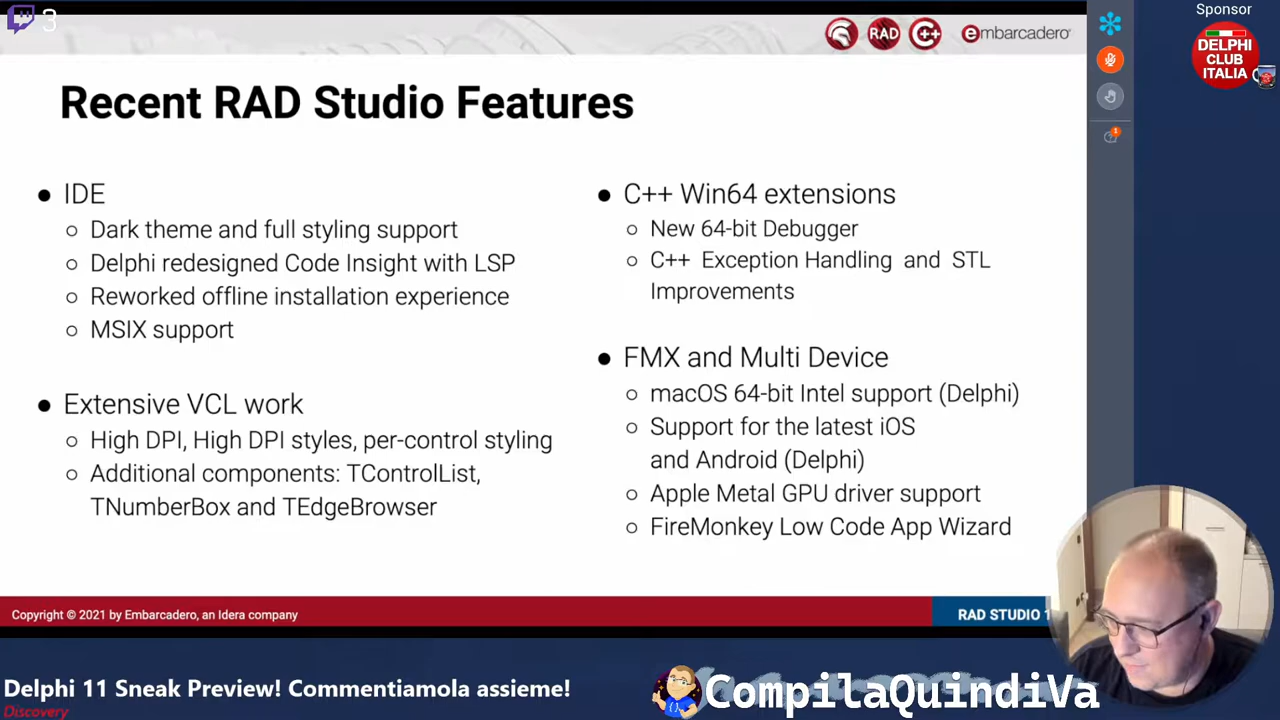 3
RAD
C++
embarcadero
Sponsor
DELPHI
CLUB
ITALIA
Recent RAD Studio Features
● IDE
○ Dark theme and full styling support
○ Delphi redesigned Code Insight with LSP
○ Reworked offline installation experience
○ MSIX support
● Extensive VCL work
○ High DPI, High DPI styles, per-control styling
○ Additional components: TControlList,
TNumberBox and TEdgeBrowser
● C++ Win64 extensions
○ New 64-bit Debugger
○ C++ Exception Handling and STL
Improvements
● FMX and Multi Device
○ macOS 64-bit Intel support (Delphi)
○ Support for the latest iOS
and Android (Delphi)
○ Apple Metal GPU driver support
○ FireMonkey Low Code App Wizard
Copyright © 2021 by Embarcadero, an Idera company
RAD STUDIO 1
Delphi 11 Sneak Preview! Commentiamola assieme!
Discovery
CompilaQuindiVa